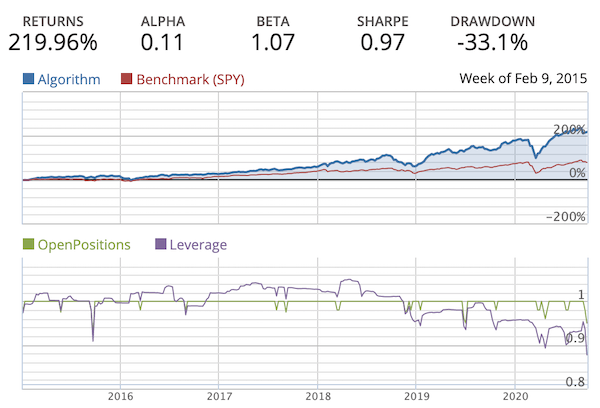 RETURNS ALPHA BETA SHARPE DRAWDOWN
219.96% 0.11 1.07 0.97 -33.1%
Algorithm Benchmark (SPY) Week of Feb 9, 2015
200%
0%
−200%
OpenPositions Leverage
1
0.9
0.8
2016 2017 2018 2019 2020